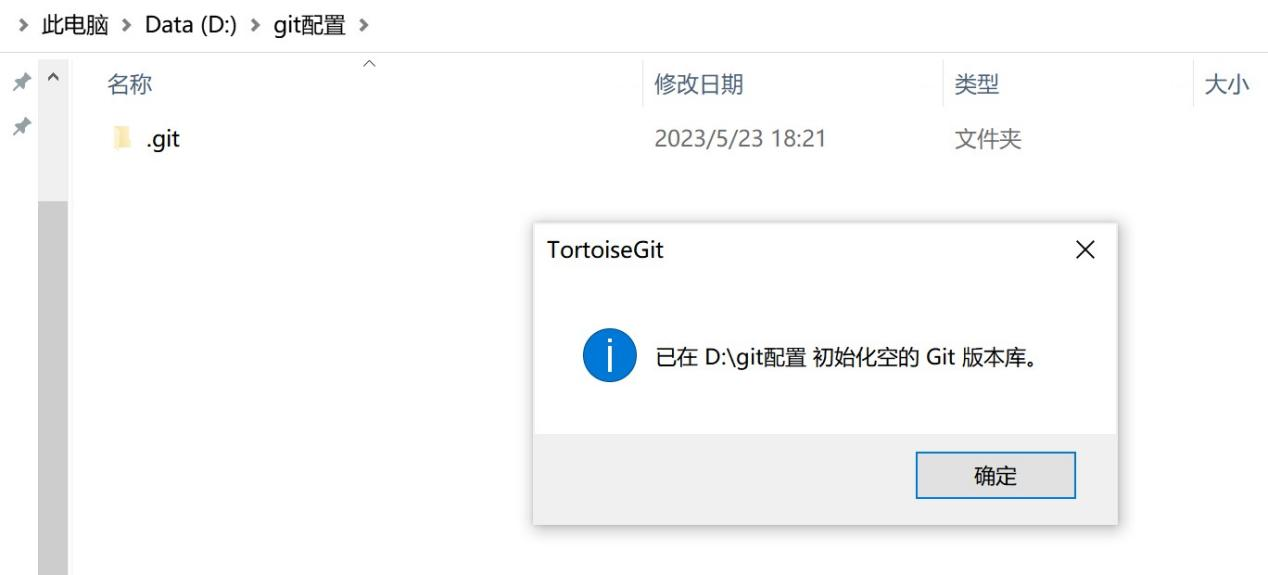 此电脑 > Data (D:) > git配置 >
名称 修改日期 类型 大小
.git 2023/5/23 18:21 文件夹
TortoiseGit
已在 D:\git配置 初始化空的 Git 版本库。
确定